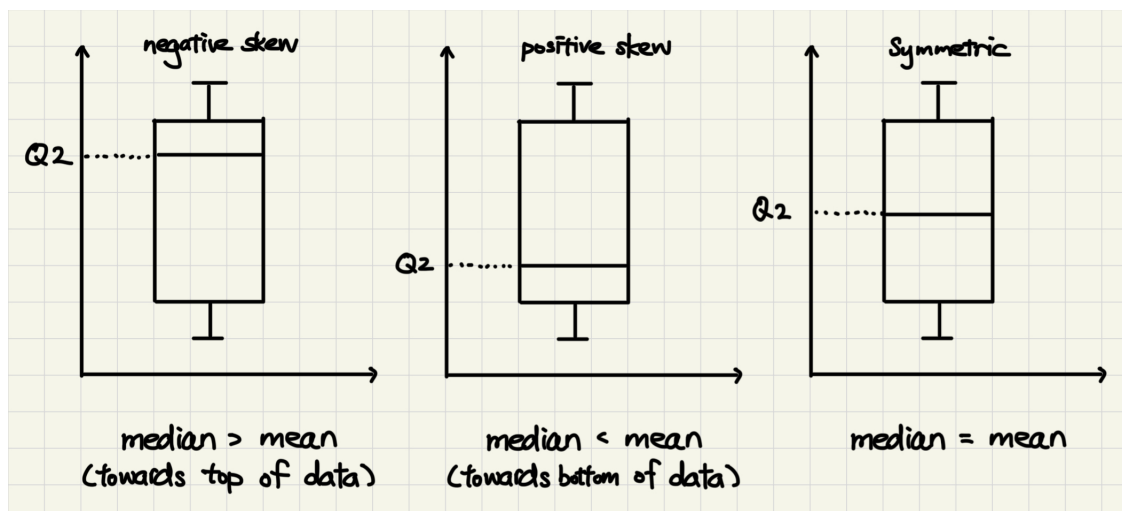 negative skew
Q2
median > mean
(towards top of data)
positive skew
Q2
median < mean
(towards bottom of data)
Symmetric
Q2
median = mean